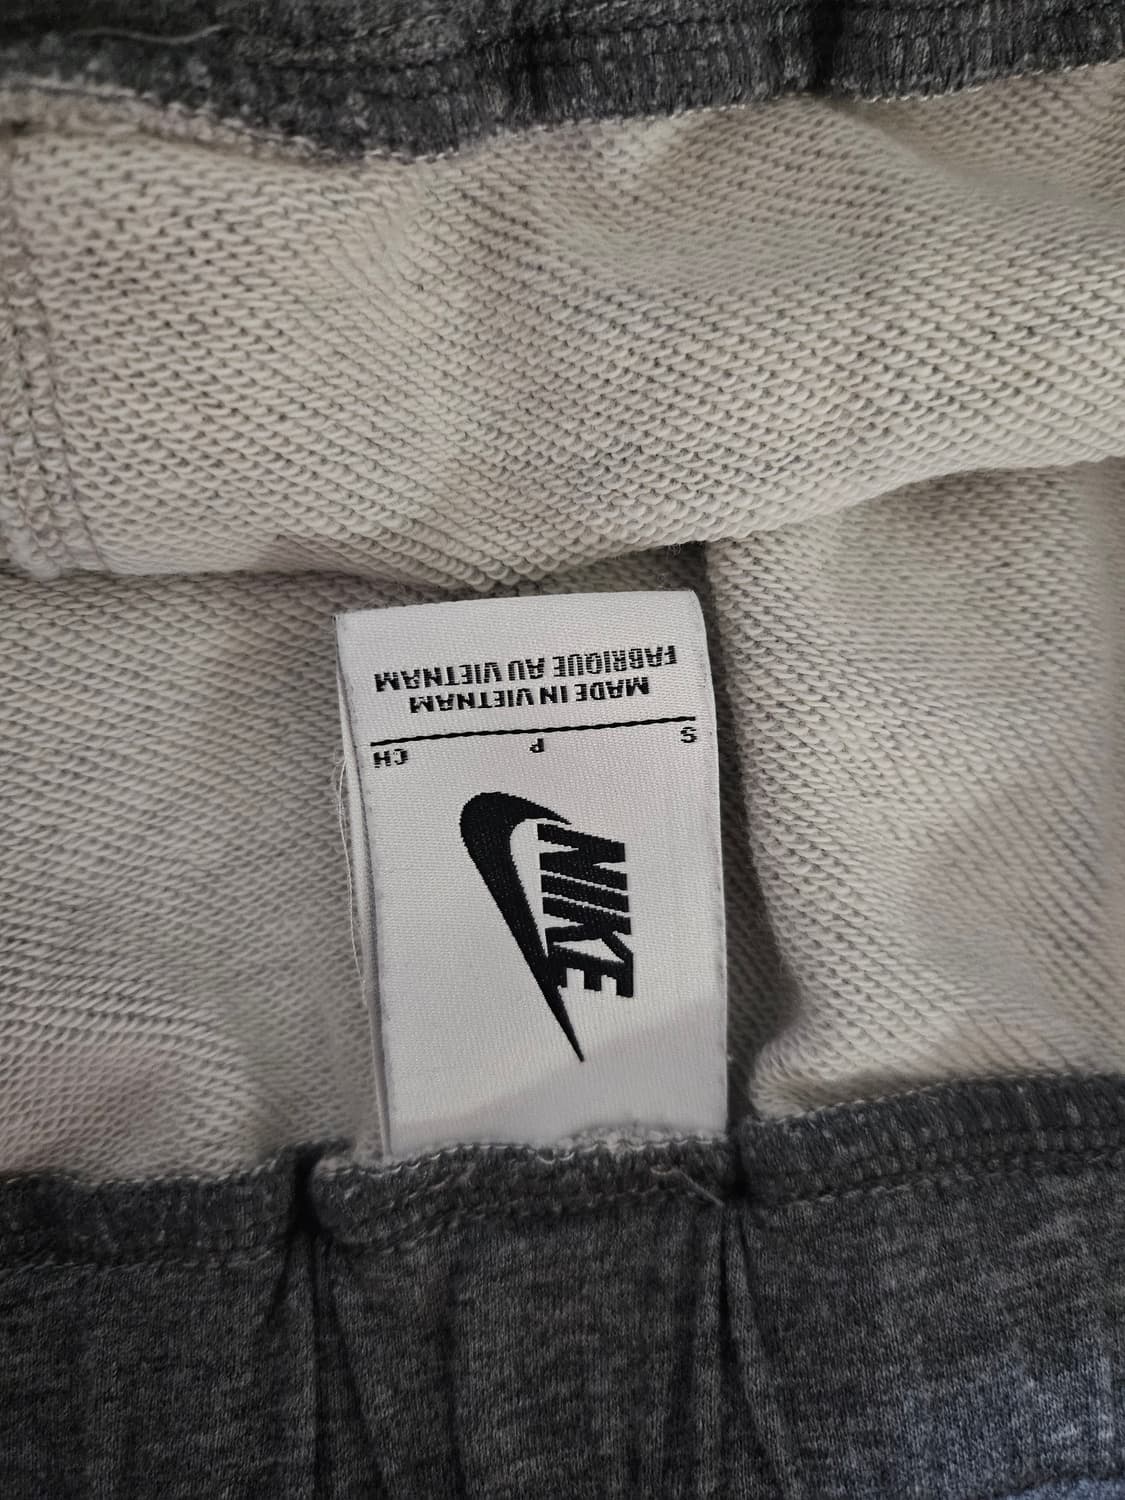 NIKE
S P CH
MADE IN VIETNAM
FABRIQUE AU VIETNAM